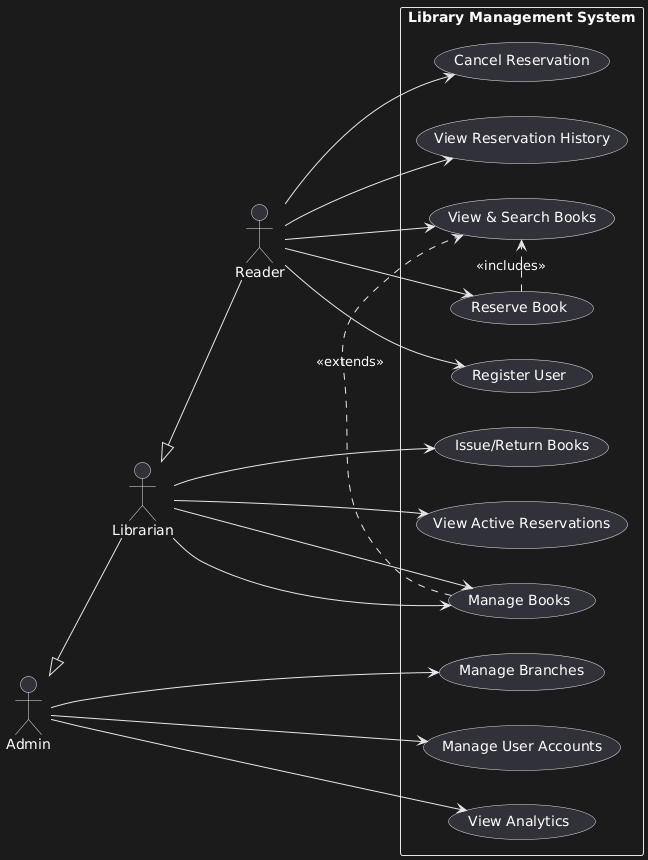 Library Management System
Cancel Reservation
View Reservation History
View & Search Books
«includes»
Reader
Reserve Book
«extends»
Register User
Issue/Return Books
View Active Reservations
Librarian
Manage Books
Manage Branches
Admin
Manage User Accounts
View Analytics